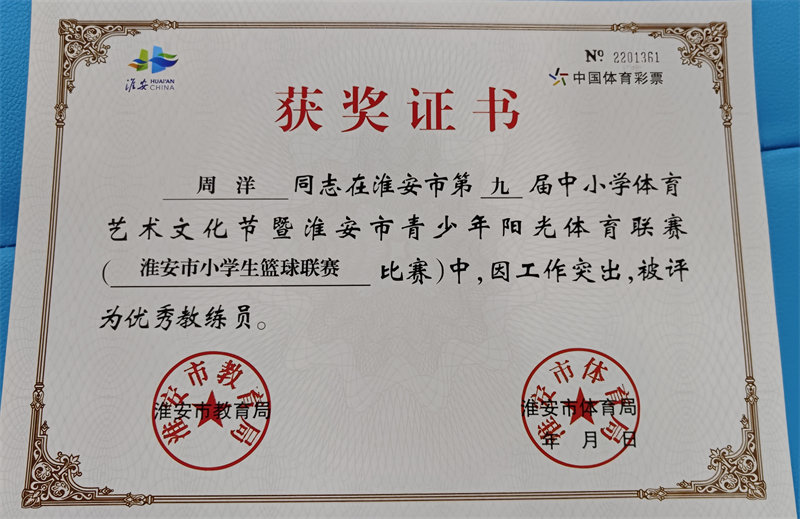 淮安 HUAI'AN CHINA
№ 2201361
中国体育彩票
获奖证书
周洋 同志在淮安市第 九 届中小学体育
艺术文化节暨淮安市青少年阳光体育联赛
(淮安市小学生篮球联赛 比赛)中,因工作突出,被评
为优秀教练员。
淮安市教育局
淮安市教育局
淮安市体育局
淮安市体育局
年 月 日